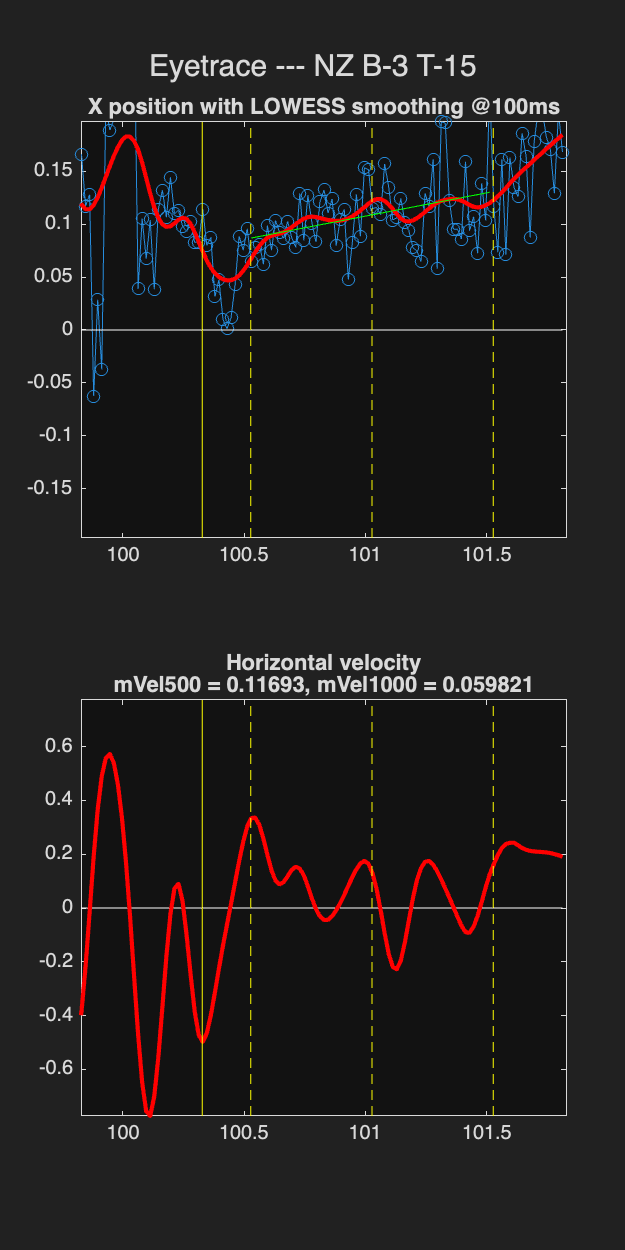 Eyetrace --- NZ B-3 T-15
X position with LOWESS smoothing @100ms
0.15
0.1
0.05
0
-0.05
-0.1
-0.15
100 100.5 101 101.5
Horizontal velocity
mVel500 = 0.11693, mVel1000 = 0.059821
0.6
0.4
0.2
0
-0.2
-0.4
-0.6
100 100.5 101 101.5